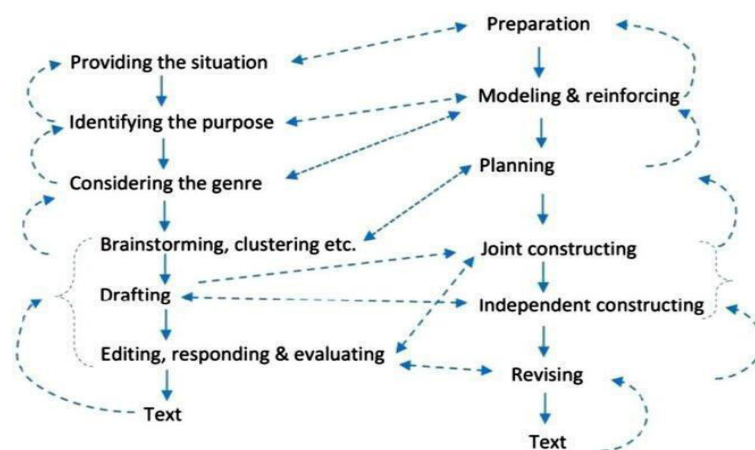 Providing the situation
Identifying the purpose
Considering the genre
Brainstorming, clustering etc.
Drafting
Editing, responding & evaluating
Text
Preparation
Modeling & reinforcing
Planning
Joint constructing
Independent constructing
Revising
Text